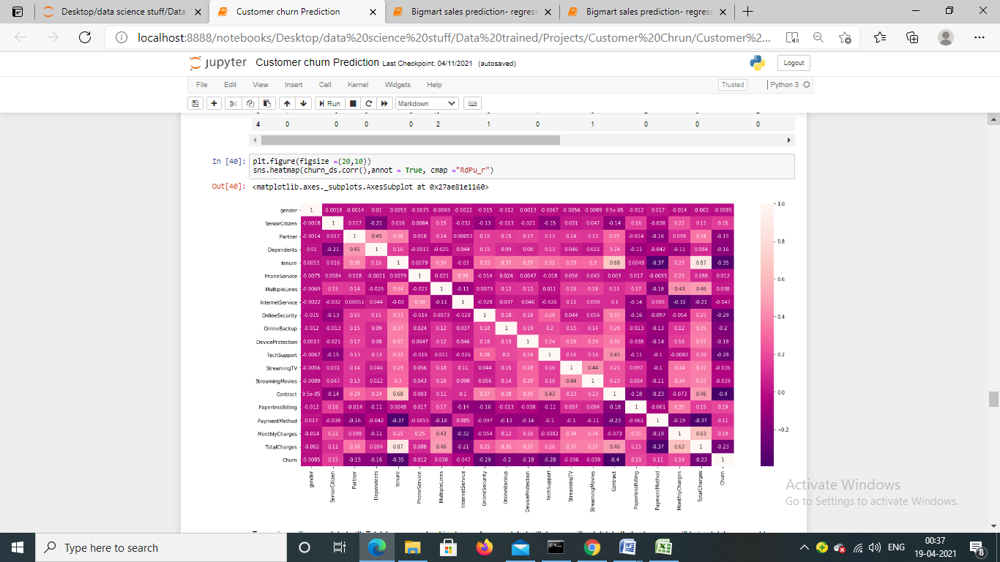 Desktop/data science stuff/Data
Customer churn Prediction
Bigmart sales prediction- regress
Bigmart sales prediction- regress
localhost:8888/notebooks/Desktop/data%20science%20stuff/Data%20trained/Projects/Customer%20Chrun/Customer%2...
jupyter Customer churn Prediction Last Checkpoint: 04/11/2021 (autosaved)
Logout
File Edit View Insert Cell Kernel Widgets Help
Trusted
Python 3
Run
Markdown
4 0 0 0 0 2 1 0 1 0 0 0
In [40]: plt.figure(figsize =(20,10))
sns.heatmap(churn_ds.corr(),annot = True, cmap ="RdPu_r")
Out[40]: <matplotlib.axes._subplots.AxesSubplot at 0x27ae81e1160>
gender 1 -0.0018 -0.0014 0.01 0.0053 -0.0075 -0.0069 -0.0022 -0.015 -0.012 0.0013 -0.0067 -0.0056 -0.0089 9.5e-05 -0.012 0.017 -0.014 -0.002 -0.0085
SeniorCitizen -0.0018 1 0.017 -0.21 0.016 0.0084 0.15 -0.032 -0.13 -0.013 -0.021 -0.15 0.031 0.047 -0.14 0.16 -0.038 0.22 0.11 0.15
Partner -0.0014 0.017 1 0.45 0.38 0.018 0.14 0.00051 0.15 0.15 0.17 0.13 0.14 0.13 0.29 -0.014 -0.16 0.098 0.34 -0.15
Dependents 0.01 -0.21 0.45 1 0.16 -0.0011 -0.025 0.044 0.15 0.09 0.08 0.13 0.046 0.022 0.24 -0.11 -0.042 -0.11 0.084 -0.16
tenure 0.0053 0.016 0.38 0.16 1 0.0079 0.34 -0.03 0.33 0.37 0.37 0.32 0.29 0.3 0.68 0.0048 -0.37 0.25 0.87 -0.35
PhoneService -0.0075 0.0084 0.018 -0.0011 0.0079 1 -0.021 0.39 -0.014 0.024 0.0047 -0.018 0.056 0.043 0.003 0.017 -0.0055 0.25 0.088 0.012
MultipleLines -0.0069 0.15 0.14 -0.025 0.34 -0.021 1 -0.11 0.0073 0.12 0.12 0.011 0.18 0.18 0.11 0.17 -0.18 0.43 0.46 0.038
InternetService -0.0022 -0.032 0.00051 0.044 -0.03 0.39 -0.11 1 -0.028 0.037 0.046 -0.026 0.11 0.098 0.1 -0.14 0.085 -0.32 -0.21 -0.047
OnlineSecurity -0.015 -0.13 0.15 0.15 0.33 -0.014 0.0073 -0.028 1 0.18 0.18 0.28 0.044 0.056 0.37 -0.16 -0.097 -0.054 0.25 -0.29
OnlineBackup -0.012 -0.013 0.15 0.09 0.37 0.024 0.12 0.037 0.18 1 0.19 0.2 0.15 0.14 0.28 -0.013 -0.13 0.12 0.35 -0.2
DeviceProtection 0.0013 -0.021 0.17 0.08 0.37 0.0047 0.12 0.046 0.18 0.19 1 0.24 0.28 0.29 0.35 -0.038 -0.14 0.16 0.37 -0.18
TechSupport -0.0067 -0.15 0.13 0.13 0.32 -0.018 0.011 -0.026 0.28 0.2 0.24 1 0.16 0.16 0.43 -0.11 -0.1 -0.0082 0.26 -0.28
StreamingTV -0.0056 0.031 0.14 0.046 0.29 0.056 0.18 0.11 0.044 0.15 0.28 0.16 1 0.44 0.23 0.097 -0.1 0.34 0.37 -0.036
StreamingMovies -0.0089 0.047 0.13 0.022 0.3 0.043 0.18 0.098 0.056 0.14 0.29 0.16 0.44 1 0.23 0.084 -0.11 0.34 0.37 -0.039
Contract 9.5e-05 -0.14 0.29 0.24 0.68 0.003 0.11 0.1 0.37 0.28 0.35 0.43 0.23 0.23 1 -0.18 -0.23 -0.073 0.46 -0.4
PaperlessBilling -0.012 0.16 -0.014 -0.11 0.0048 0.017 0.17 -0.14 -0.16 -0.013 -0.038 -0.11 0.097 0.084 -0.18 1 -0.061 0.35 0.15 0.19
PaymentMethod 0.017 -0.038 -0.16 -0.042 -0.37 -0.0055 -0.18 0.085 -0.097 -0.13 -0.14 -0.1 -0.1 -0.11 -0.23 -0.061 1 -0.19 -0.37 0.11
MonthlyCharges -0.014 0.22 0.098 -0.11 0.25 0.25 0.43 -0.32 -0.054 0.12 0.16 -0.0082 0.34 0.34 -0.073 0.35 -0.19 1 0.63 0.19
TotalCharges -0.002 0.11 0.34 0.084 0.87 0.088 0.46 -0.21 0.25 0.35 0.37 0.26 0.37 0.37 0.46 0.15 -0.37 0.63 1 -0.23
Churn -0.0085 0.15 -0.15 -0.16 -0.35 0.012 0.038 -0.047 -0.29 -0.2 -0.18 -0.28 -0.036 -0.039 -0.4 0.19 0.11 0.19 -0.23 1
gender SeniorCitizen Partner Dependents tenure PhoneService MultipleLines InternetService OnlineSecurity OnlineBackup DeviceProtection TechSupport StreamingTV StreamingMovies Contract PaperlessBilling PaymentMethod MonthlyCharges TotalCharges Churn
1.0
0.8
0.6
0.4
0.2
0.0
-0.2
Activate Windows
Go to Settings to activate Windows.
Type here to search
ENG
00:37
19-04-2021
8